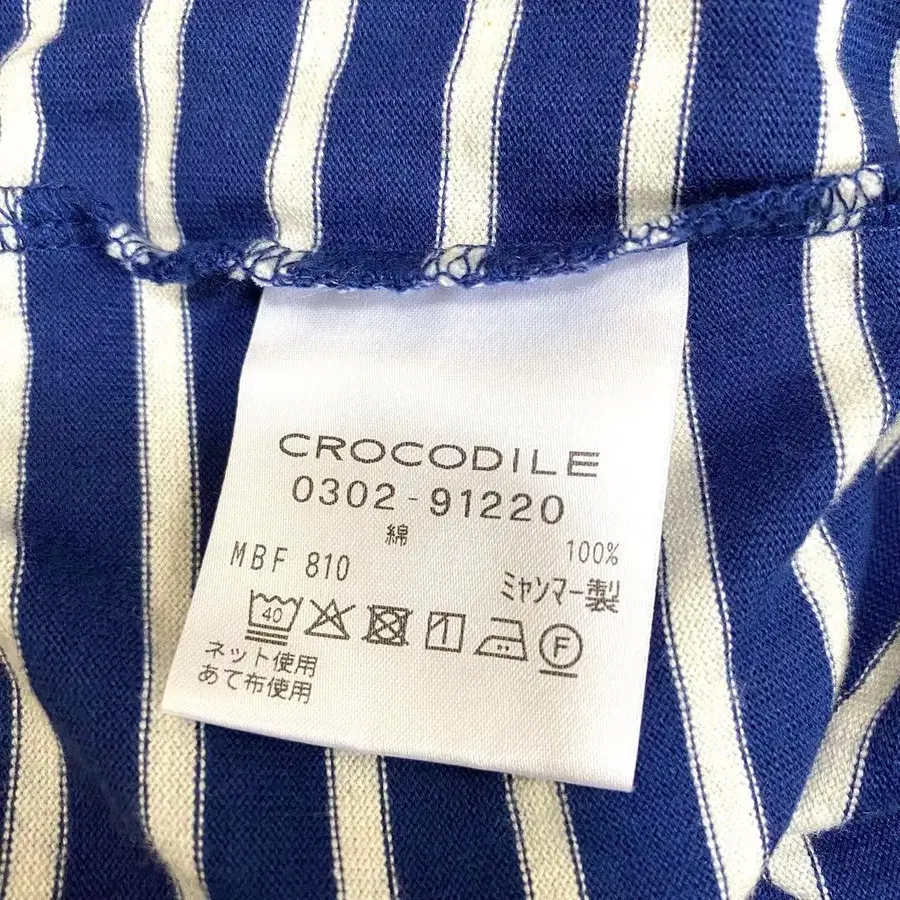 CROCODILE
0302-91220
綿 100%
MBF 810
ミャンマー製
40 F
ネット使用
あて布使用